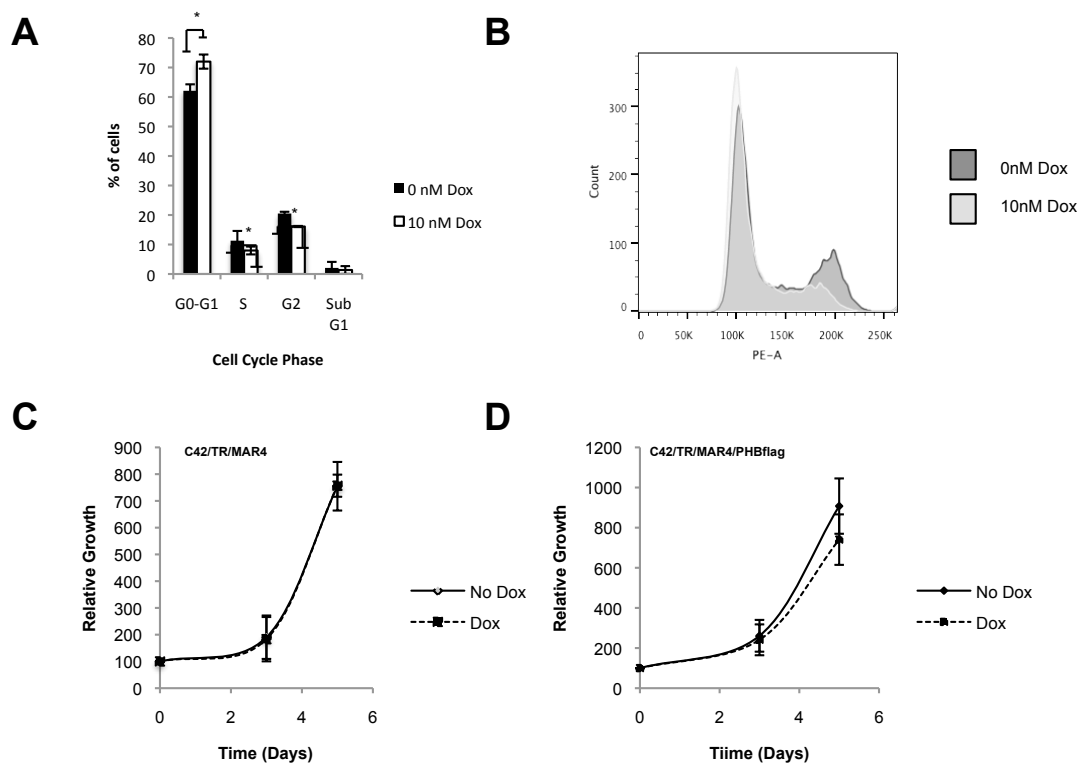 A
*
80
70
60
50
40
30
20
10
0
% of cells
*
*
G0-G1 S G2 Sub G1
Cell Cycle Phase
0 nM Dox
10 nM Dox
B
300
200
100
0
Count
0 50K 100K 150K 200K 250K
PE-A
0nM Dox
10nM Dox
C
C42/TR/MAR4
900
800
700
600
500
400
300
200
100
0
Relative Growth
0 2 4 6
Time (Days)
No Dox
Dox
D
C42/TR/MAR4/PHBflag
1200
1000
800
600
400
200
0
Relative Growth
0 2 4 6
Tiime (Days)
No Dox
Dox